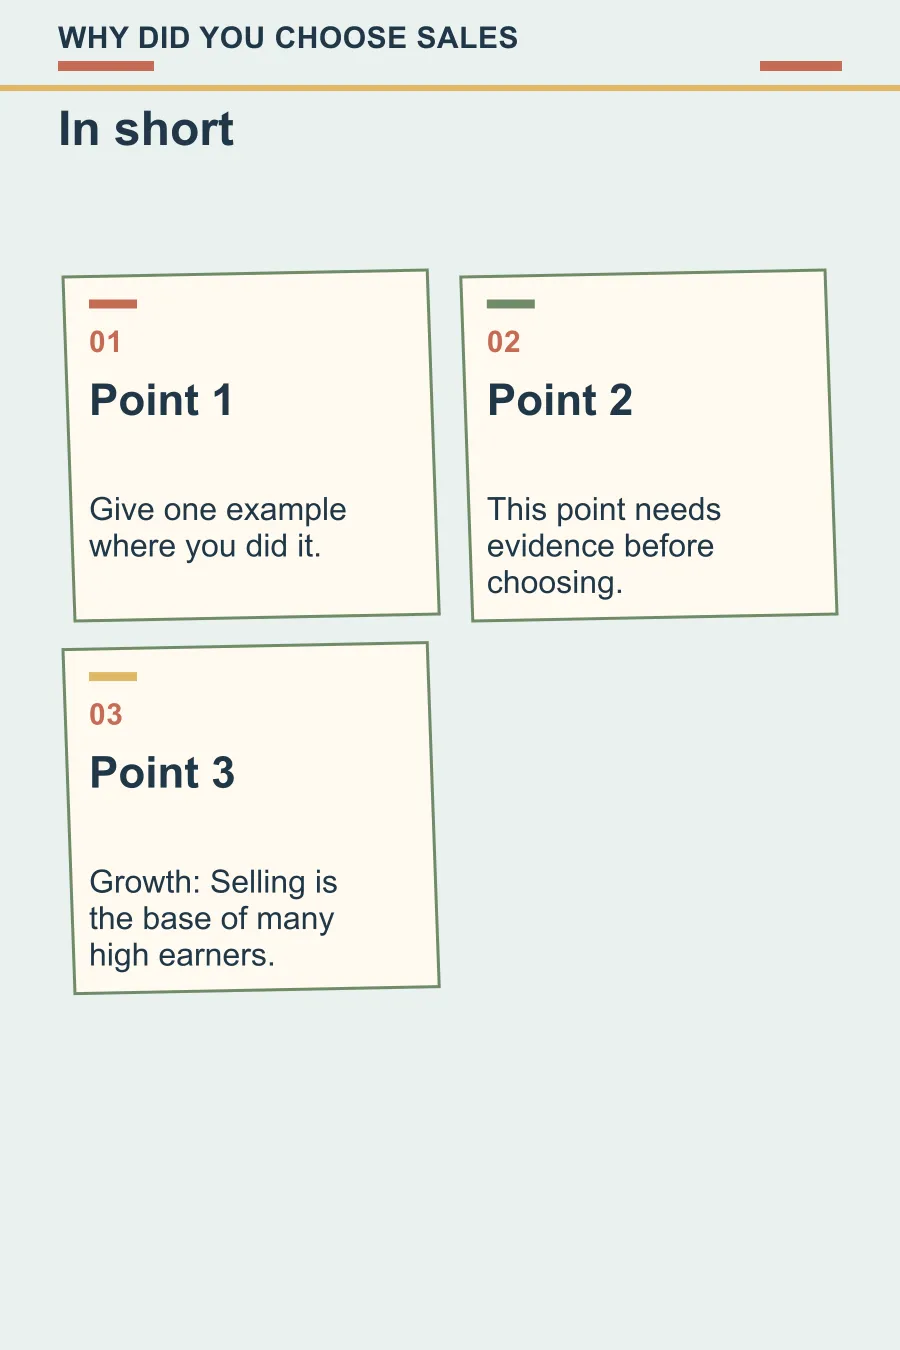 WHY DID YOU CHOOSE SALES
In short
01
Point 1
Give one example
where you did it.
02
Point 2
This point needs
evidence before
choosing.
03
Point 3
Growth: Selling is
the base of many
high earners.